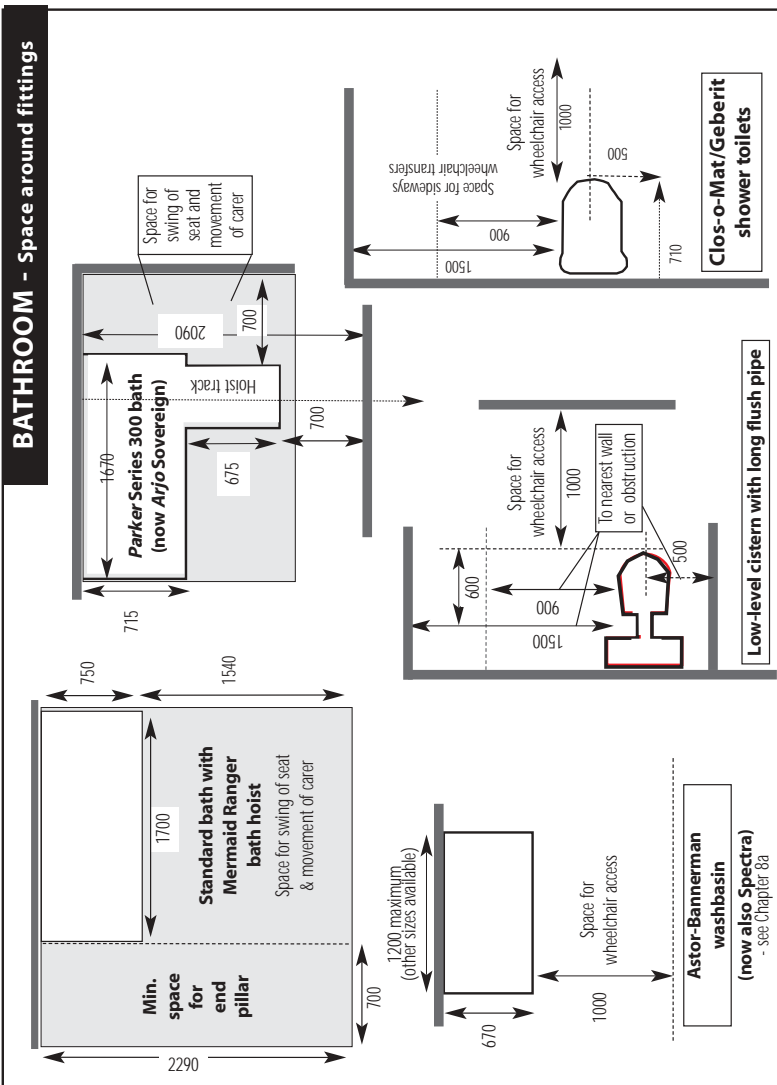 BATHROOM - Space around fittings
2290
750
1540
1700
Standard bath with
Mermaid Ranger
bath hoist
Space for swing of seat
& movement of carer
Min.
space
for
end
pillar
700
715
1670
Parker Series 300 bath
(now Arjo Sovereign)
675
Hoist track
2090
700
700
Space for
swing of
seat and
movement
of carer
1200 maximum
(other sizes available)
670
Space for
wheelchair access
1000
Astor-Bannerman
washbasin
(now also Spectra)
- see Chapter 8a
1500
900
600
Space for
wheelchair access
1000
To nearest wall
or obstruction
500
Low-level cistern with long flush pipe
1500
900
Space for sideways
wheelchair transfers
Space for
wheelchair access
1000
500
710
Clos-o-Mat/Geberit
shower toilets